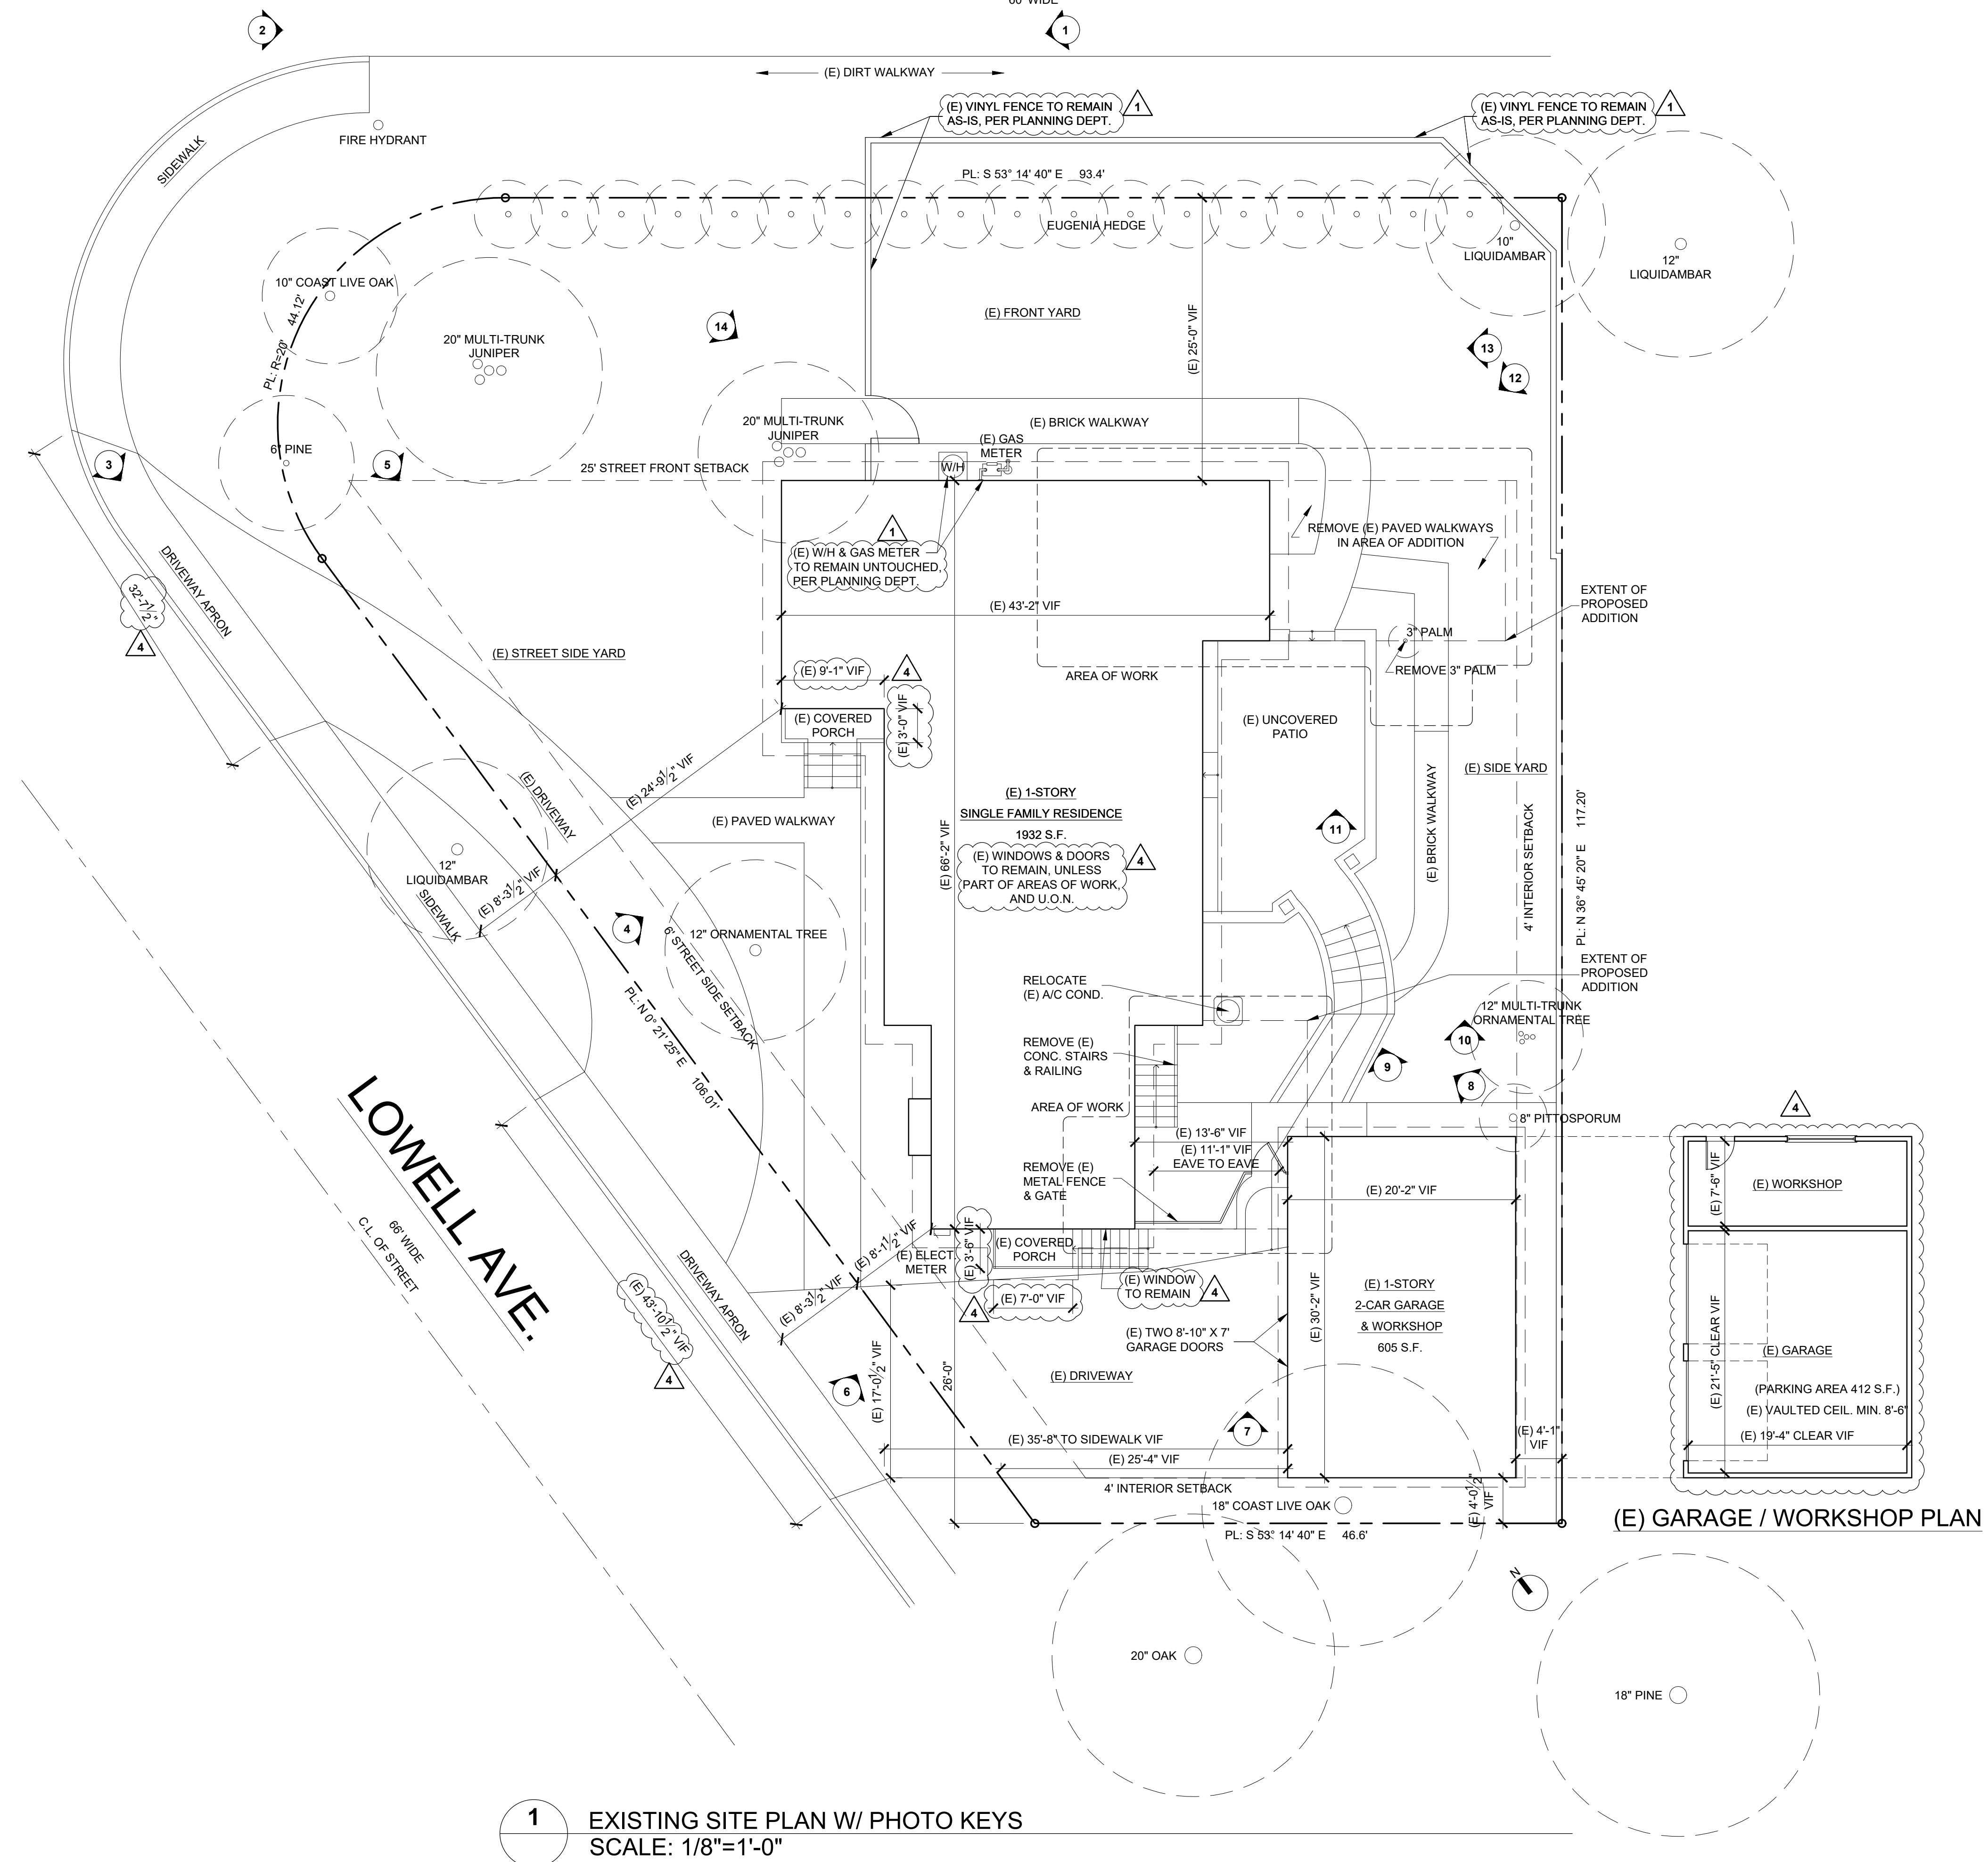 60' WIDE
2
1
(E) DIRT WALKWAY
(E) VINYL FENCE TO REMAIN
AS-IS, PER PLANNING DEPT.
1
(E) VINYL FENCE TO REMAIN
AS-IS, PER PLANNING DEPT.
1
FIRE HYDRANT
SIDEWALK
PL: S 53° 14' 40" E 93.4'
EUGENIA HEDGE
10"
LIQUIDAMBAR
12"
LIQUIDAMBAR
10" COAST LIVE OAK
PL: R=20' 44.12'
20" MULTI-TRUNK
JUNIPER
14
(E) FRONT YARD
(E) 25'-0" VIF
13
12
20" MULTI-TRUNK
JUNIPER
(E) BRICK WALKWAY
(E) GAS
METER
W/H
6" PINE
3
5
25' STREET FRONT SETBACK
1
(E) W/H & GAS METER
TO REMAIN UNTOUCHED,
PER PLANNING DEPT.
REMOVE (E) PAVED WALKWAYS
IN AREA OF ADDITION
EXTENT OF
PROPOSED
ADDITION
DRIVEWAY APRON
32'-7 1/2"
4
(E) 43'-2" VIF
3" PALM
REMOVE 3" PALM
(E) STREET SIDE YARD
(E) 9'-1" VIF
4
AREA OF WORK
(E) COVERED
PORCH
(E) 3'-0" VIF
(E) UNCOVERED
PATIO
(E) SIDE YARD
(E) 24'-9 1/2" VIF
(E) DRIVEWAY
(E) 1-STORY
SINGLE FAMILY RESIDENCE
1932 S.F.
(E) WINDOWS & DOORS
TO REMAIN, UNLESS
PART OF AREAS OF WORK,
AND U.O.N.
4
(E) PAVED WALKWAY
(E) 66'-2" VIF
11
(E) BRICK WALKWAY
4' INTERIOR SETBACK
PL: N 36° 45' 20" E 117.20'
12"
LIQUIDAMBAR
SIDEWALK
(E) 8'-3 1/2" VIF
4
12" ORNAMENTAL TREE
6' STREET SIDE SETBACK
PL: N 0° 21' 25" E 106.01'
EXTENT OF
PROPOSED
ADDITION
RELOCATE
(E) A/C COND.
12" MULTI-TRUNK
ORNAMENTAL TREE
10
9
8
REMOVE (E)
CONC. STAIRS
& RAILING
AREA OF WORK
8" PITTOSPORUM
4
LOWELL AVE.
66' WIDE
C.L. OF STREET
(E) 13'-6" VIF
(E) 11'-1" VIF
EAVE TO EAVE
REMOVE (E)
METAL FENCE
& GATE
(E) 20'-2" VIF
(E) 7'-6" VIF
(E) WORKSHOP
(E) 8'-1 1/2" VIF
(E) ELECT
METER
(E) 3'-6" VIF
(E) COVERED
PORCH
DRIVEWAY APRON
(E) 8'-3 1/2" VIF
(E) 43'-10 1/2" VIF
4
4
(E) 7'-0" VIF
(E) WINDOW
TO REMAIN
4
(E) 30'-2" VIF
(E) 1-STORY
2-CAR GARAGE
& WORKSHOP
605 S.F.
(E) TWO 8'-10" X 7'
GARAGE DOORS
(E) 21'-5" CLEAR VIF
(E) GARAGE
(PARKING AREA 412 S.F.)
(E) VAULTED CEIL. MIN. 8'-6"
(E) 19'-4" CLEAR VIF
6
(E) 17'-0 1/2" VIF
26'-0"
(E) DRIVEWAY
7
(E) 35'-8" TO SIDEWALK VIF
(E) 25'-4" VIF
(E) 4'-1"
VIF
4' INTERIOR SETBACK
18" COAST LIVE OAK
(E) 4'-0 1/2"
VIF
PL: S 53° 14' 40" E 46.6'
(E) GARAGE / WORKSHOP PLAN
N
20" OAK
18" PINE
1
EXISTING SITE PLAN W/ PHOTO KEYS
SCALE: 1/8"=1'-0"